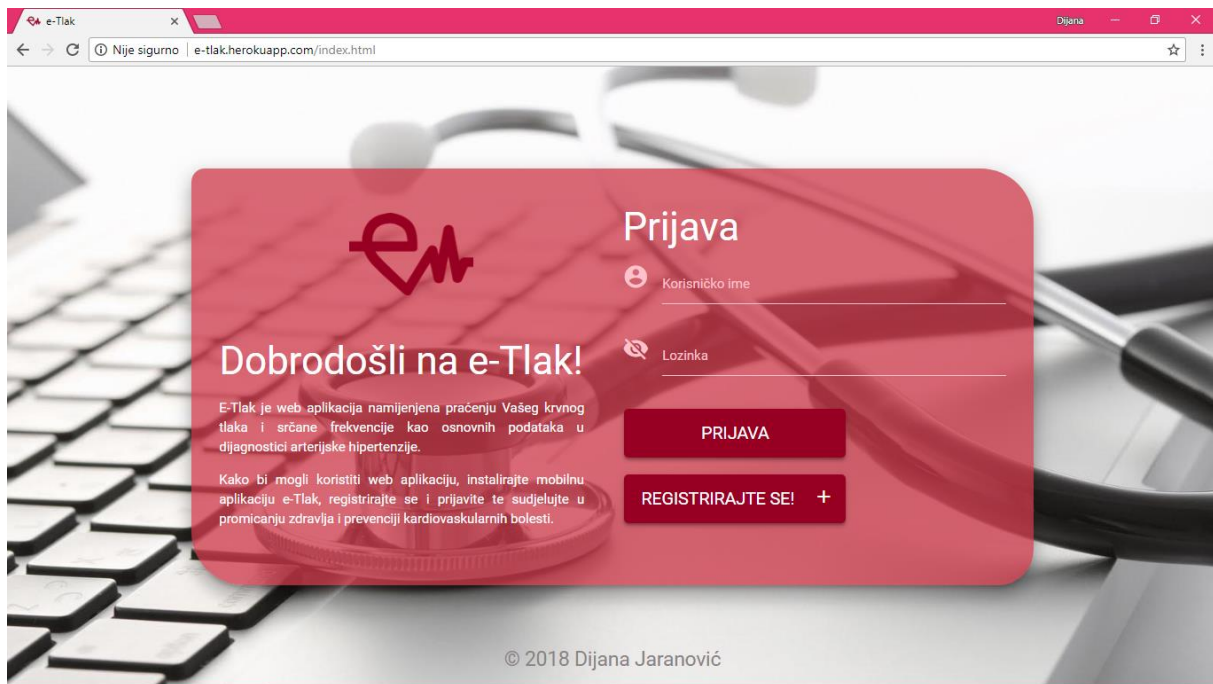 e-Tlak
Dijana
Nije sigurno
e-tlak.herokuapp.com/index.html
Dobrodošli na e-Tlak!
E-Tlak je web aplikacija namijenjena praćenju Vašeg krvnog
tlaka i srčane frekvencije kao osnovnih podataka u
dijagnostici arterijske hipertenzije.
Kako bi mogli koristiti web aplikaciju, instalirajte mobilnu
aplikaciju e-Tlak, registrirajte se i prijavite te sudjelujte u
promicanju zdravlja i prevenciji kardiovaskularnih bolesti.
Prijava
Korisničko ime
Lozinka
PRIJAVA
REGISTRIRAJTE SE! +
© 2018 Dijana Jaranović